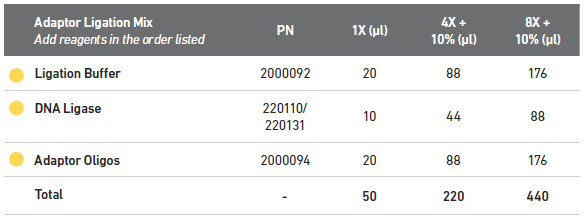 Adaptor Ligation Mix
Add reagents in the order listed
PN
1X (µl)
4X +
10% (µl)
8X +
10% (µl)
Ligation Buffer 2000092 20 88 176
DNA Ligase 220110/
220131 10 44 88
Adaptor Oligos 2000094 20 88 176
Total - 50 220 440